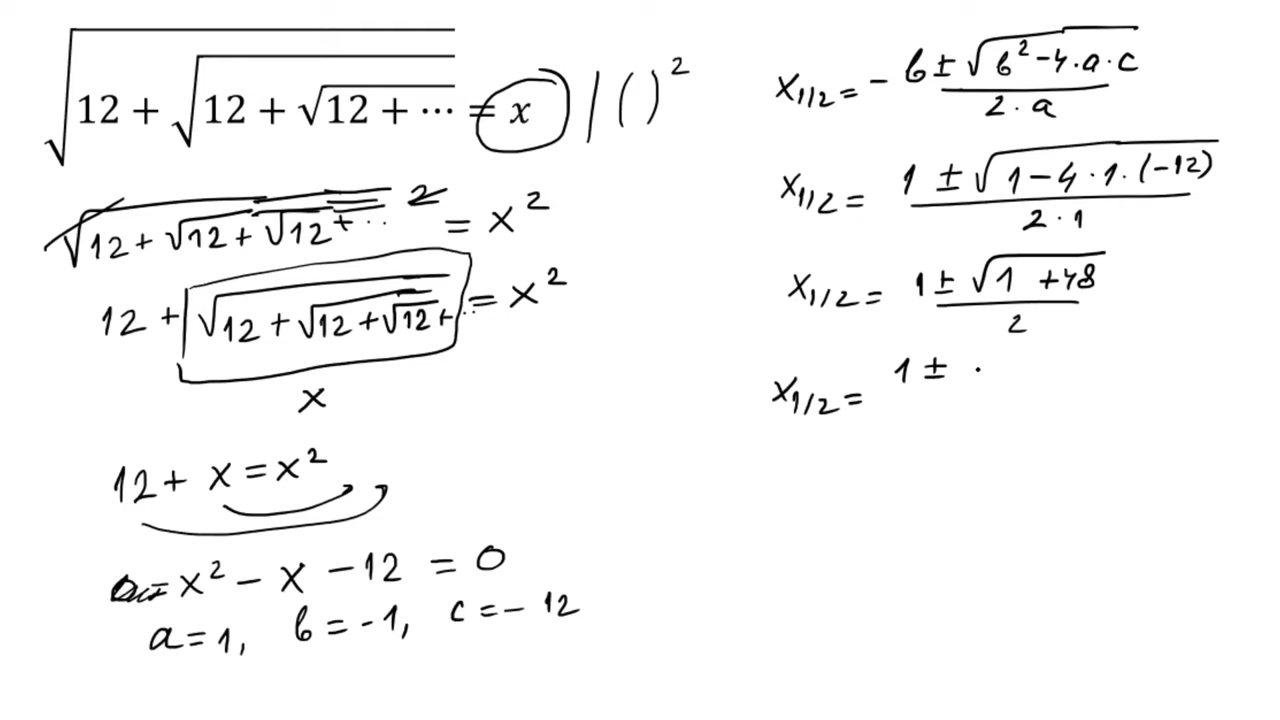 √(12 + √(12 + √(12 + ⋯ = x | ( )²
√(12 + √(12 + √(12 + ⋯ ² = x²
12 + √(12 + √(12 + √(12 + ⋯ = x²
x
12 + x = x²
x² − x − 12 = 0
a = 1, b = -1, c = − 12
x₁/₂ = − b ± √(b² − 4 · a · c) / 2 · a
x₁/₂ = 1 ± √(1 − 4 · 1 · (−12)) / 2 · 1
x₁/₂ = 1 ± √(1 + 48) / 2
x₁/₂ = 1 ± ·